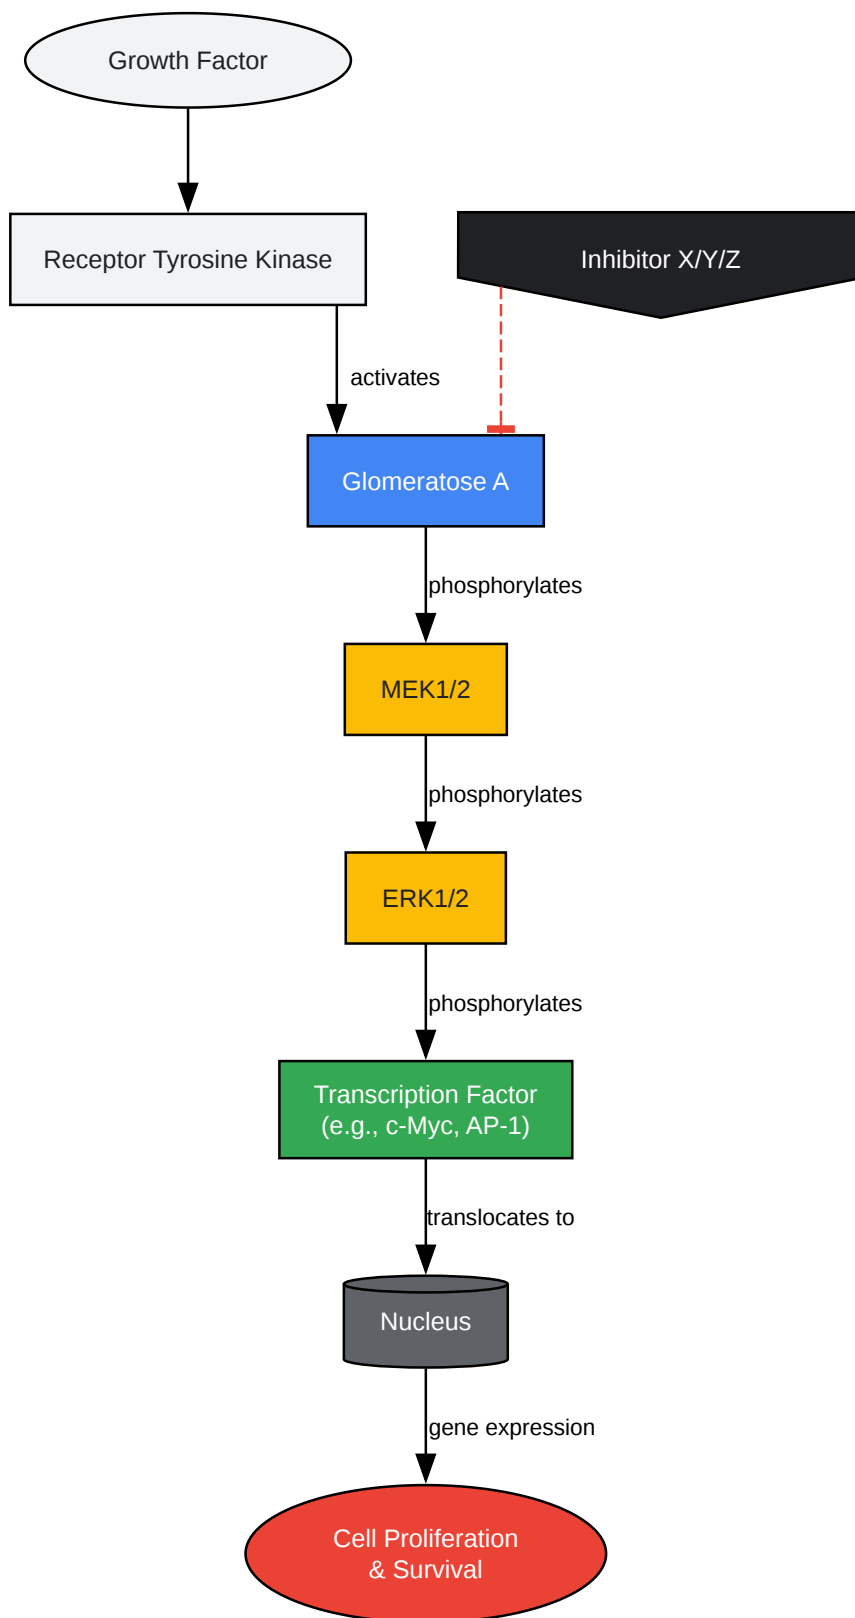 Growth Factor
Receptor Tyrosine Kinase
Inhibitor X/Y/Z
activates
Glomeratose A
phosphorylates
MEK1/2
phosphorylates
ERK1/2
phosphorylates
Transcription Factor
(e.g., c-Myc, AP-1)
translocates to
Nucleus
gene expression
Cell Proliferation
& Survival